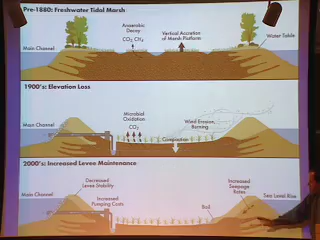 Pre-1880: Freshwater Tidal Marsh
Anaerobic
Decay
CO2 CH4
Vertical Accretion
of Marsh Platform
Water Table
Main Channel
1900's: Elevation Loss
Microbial
Oxidation
CO2
Wind Erosion
Burning
Main Channel
Compaction
2000's: Increased Levee Maintenance
Decreased
Levee Stability
Increased
Seepage
Rates
Main Channel
Increased
Pumping Costs
Sea Level Rise